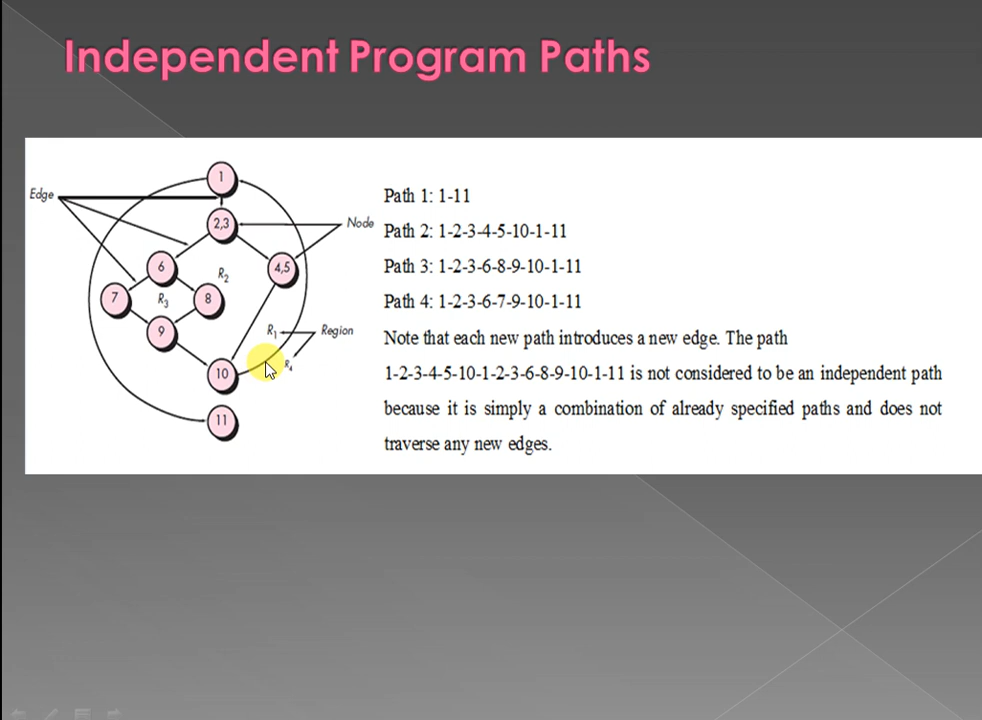 Independent Program Paths
1
Edge
2,3
Node
6
4,5
R2
7
R3
8
9
R1
Region
R4
10
11
Path 1: 1-11
Path 2: 1-2-3-4-5-10-1-11
Path 3: 1-2-3-6-8-9-10-1-11
Path 4: 1-2-3-6-7-9-10-1-11
Note that each new path introduces a new edge. The path
1-2-3-4-5-10-1-2-3-6-8-9-10-1-11 is not considered to be an independent path
because it is simply a combination of already specified paths and does not
traverse any new edges.